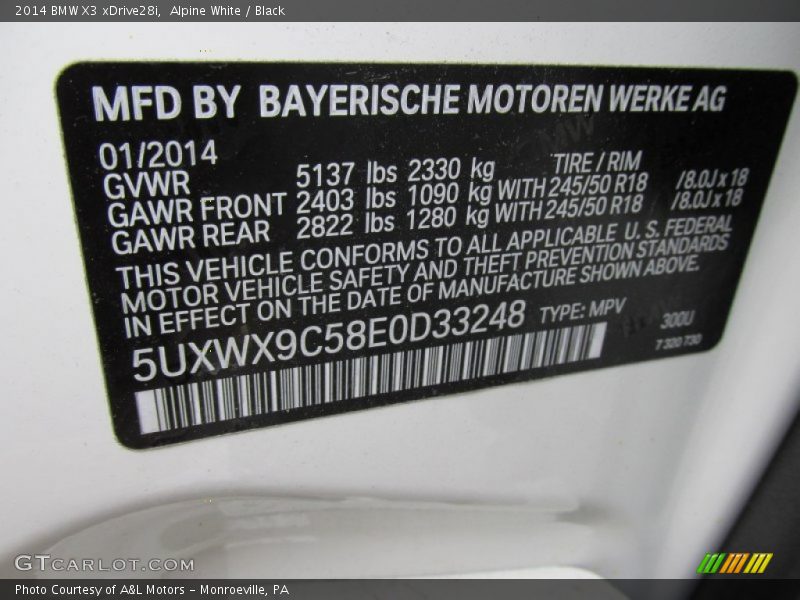 2014 BMW X3 xDrive28i, Alpine White / Black
MFD BY BAYERISCHE MOTOREN WERKE AG
01/2014 TIRE / RIM
GVWR 5137 lbs 2330 kg
GAWR FRONT 2403 lbs 1090 kg WITH 245/50 R18 /8.0J x 18
GAWR REAR 2822 lbs 1280 kg WITH 245/50 R18 /8.0J x 18
THIS VEHICLE CONFORMS TO ALL APPLICABLE U. S. FEDERAL
MOTOR VEHICLE SAFETY AND THEFT PREVENTION STANDARDS
IN EFFECT ON THE DATE OF MANUFACTURE SHOWN ABOVE.
5UXWX9C58E0D33248 TYPE: MPV
300U
7 320 730
GTCarLot.com
Photo Courtesy of A&L Motors - Monroeville, PA